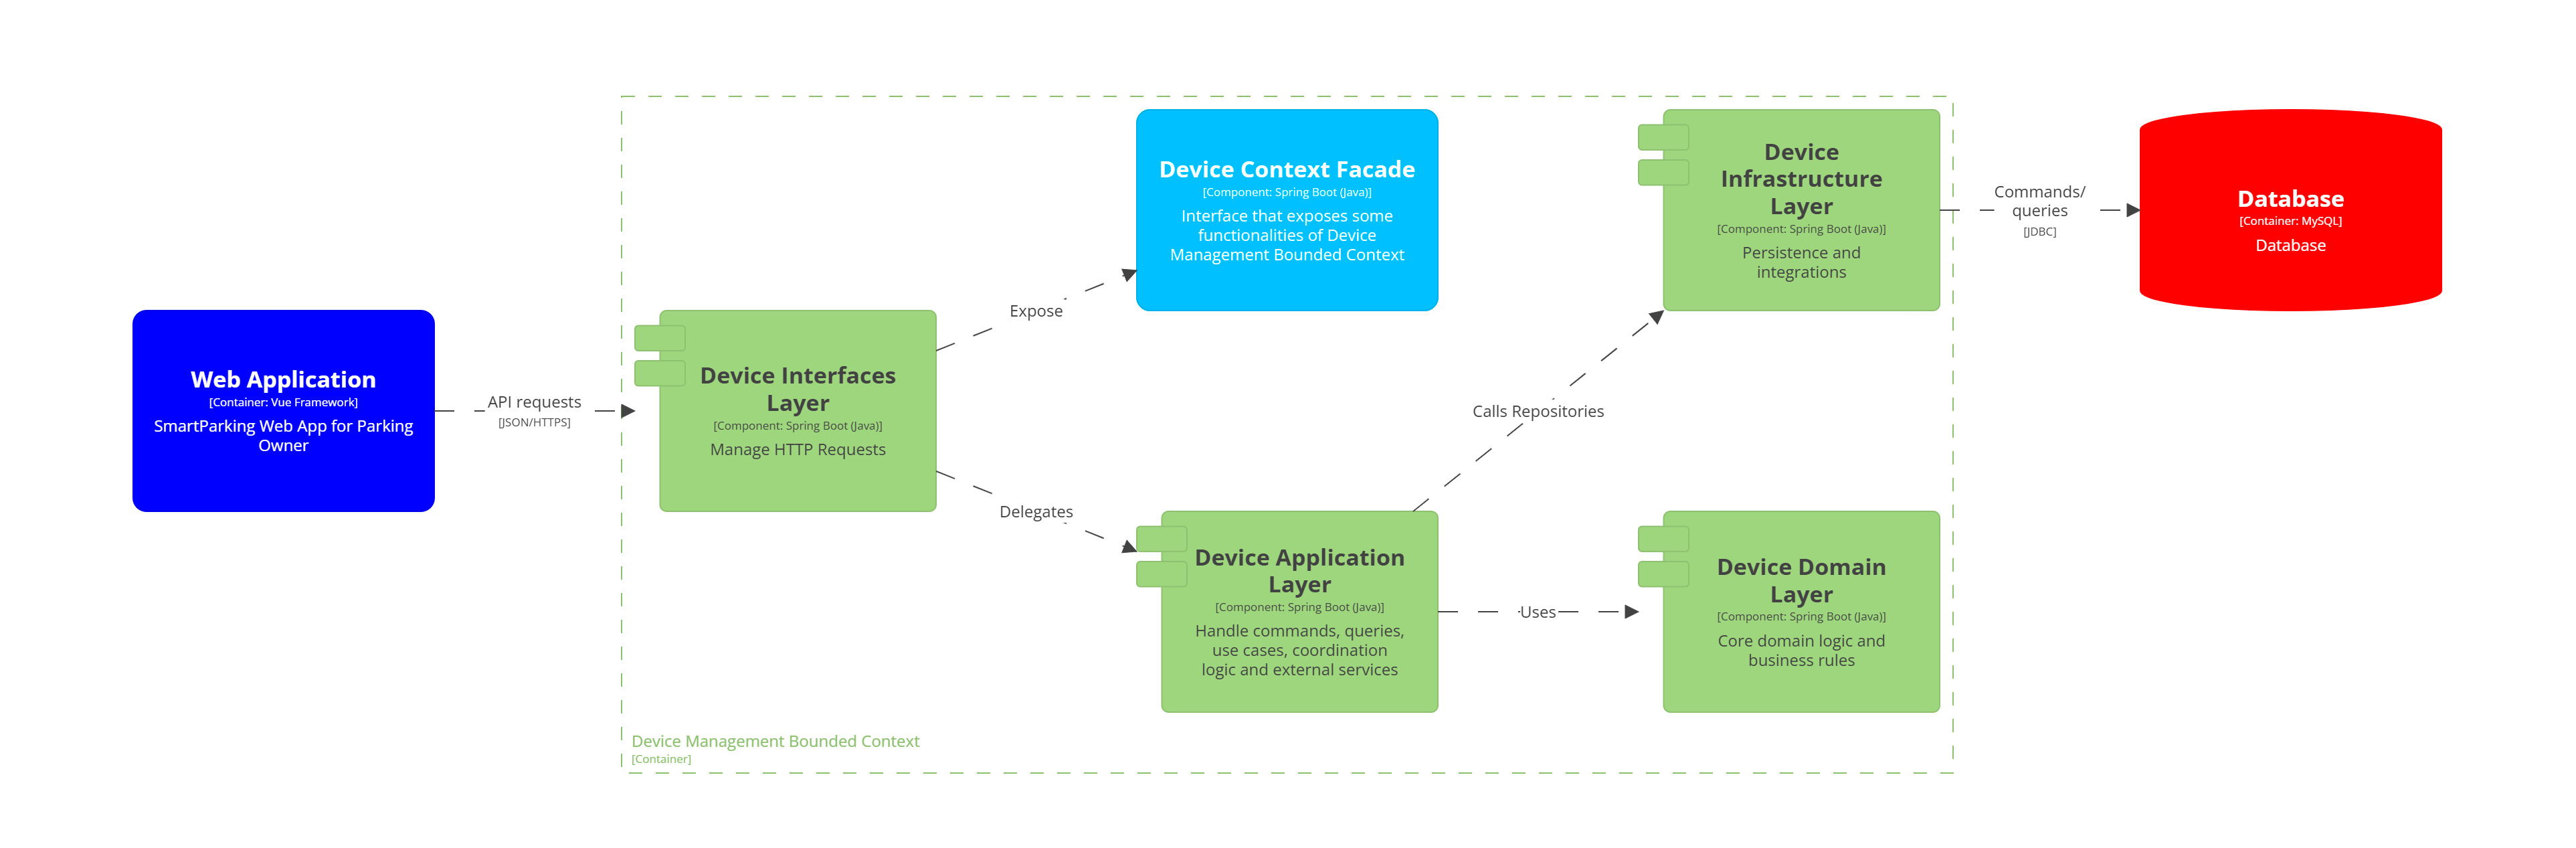 Web Application
[Container: Vue Framework]
SmartParking Web App for Parking
Owner
API requests
[JSON/HTTPS]
Device Interfaces
Layer
[Component: Spring Boot (Java)]
Manage HTTP Requests
Expose
Delegates
Device Context Facade
[Component: Spring Boot (Java)]
Interface that exposes some
functionalities of Device
Management Bounded Context
Device Application
Layer
[Component: Spring Boot (Java)]
Handle commands, queries,
use cases, coordination
logic and external services
Calls Repositories
Uses
Device
Infrastructure
Layer
[Component: Spring Boot (Java)]
Persistence and
integrations
Device Domain
Layer
[Component: Spring Boot (Java)]
Core domain logic and
business rules
Commands/
queries
[JDBC]
Database
[Container: MySQL]
Database
Device Management Bounded Context
[Container]